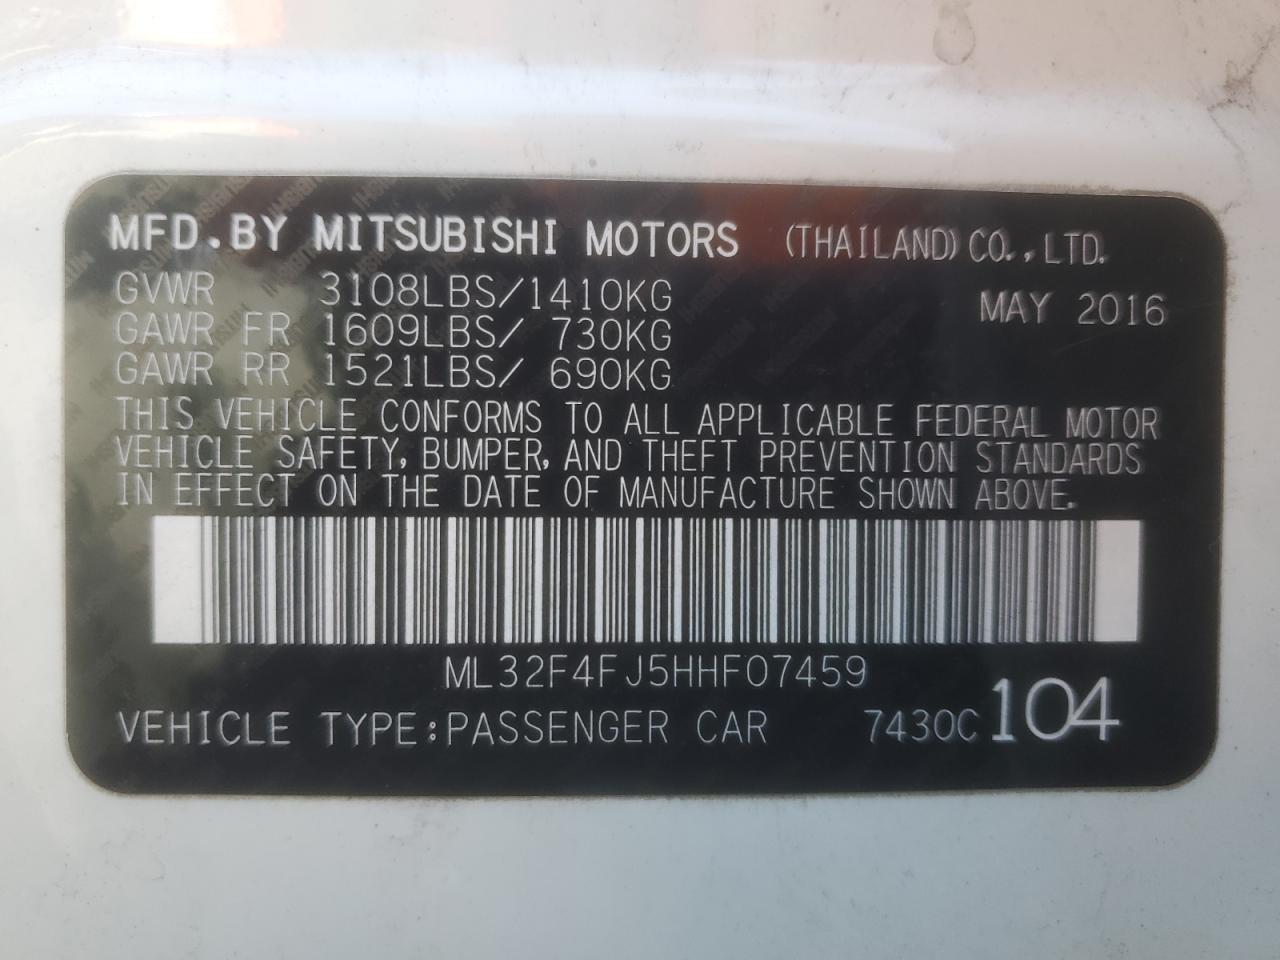 MFD.BY MITSUBISHI MOTORS (THAILAND) CO.,LTD.
GVWR 3108LBS/1410KG MAY 2016
GAWR FR 1609LBS/ 730KG
GAWR RR 1521LBS/ 690KG
THIS VEHICLE CONFORMS TO ALL APPLICABLE FEDERAL MOTOR
VEHICLE SAFETY, BUMPER, AND THEFT PREVENTION STANDARDS
IN EFFECT ON THE DATE OF MANUFACTURE SHOWN ABOVE.
ML32F4FJ5HHF07459
VEHICLE TYPE:PASSENGER CAR 7430C 104